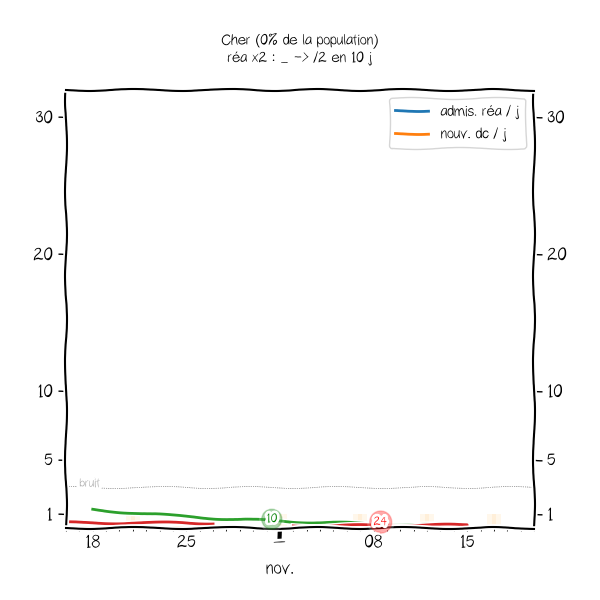 Cher (0% de la population)
réa x2 : _ -> /2 en 10 j
admis. réa / j
nouv. dc / j
30
30
20
20
10
10
5
5
bruit
1
1
10
24
18
25
1
08
15
nov.